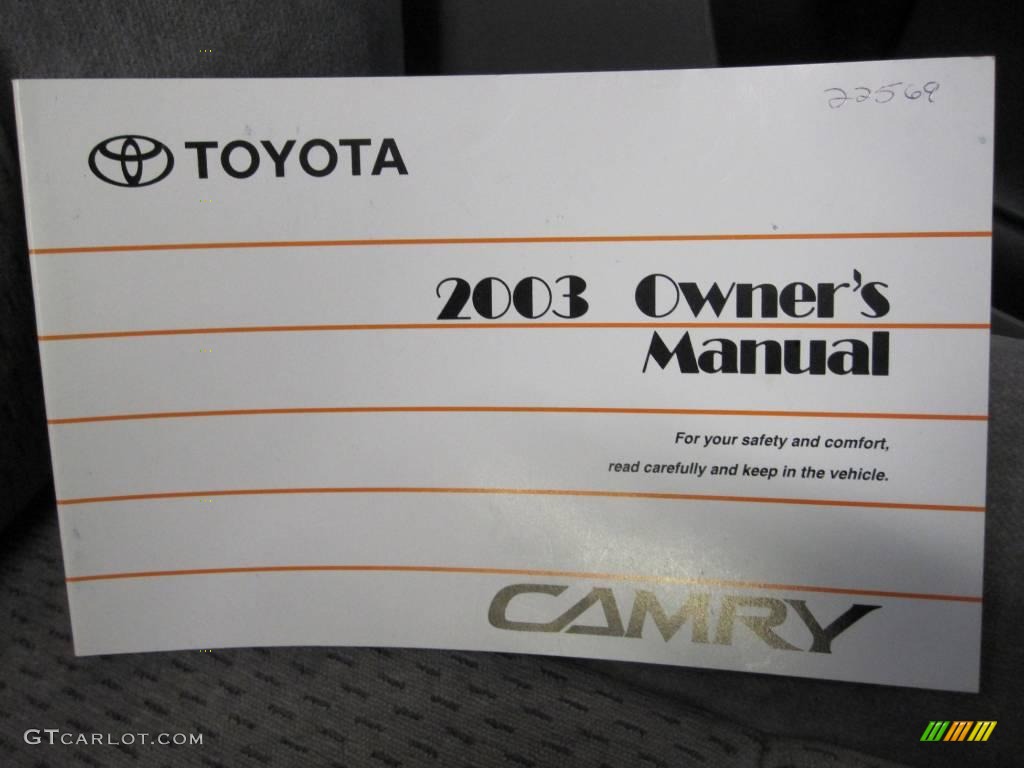 22569
TOYOTA
2003 Owner's
Manual
For your safety and comfort,
read carefully and keep in the vehicle.
CAMRY
GTCARLOT.COM